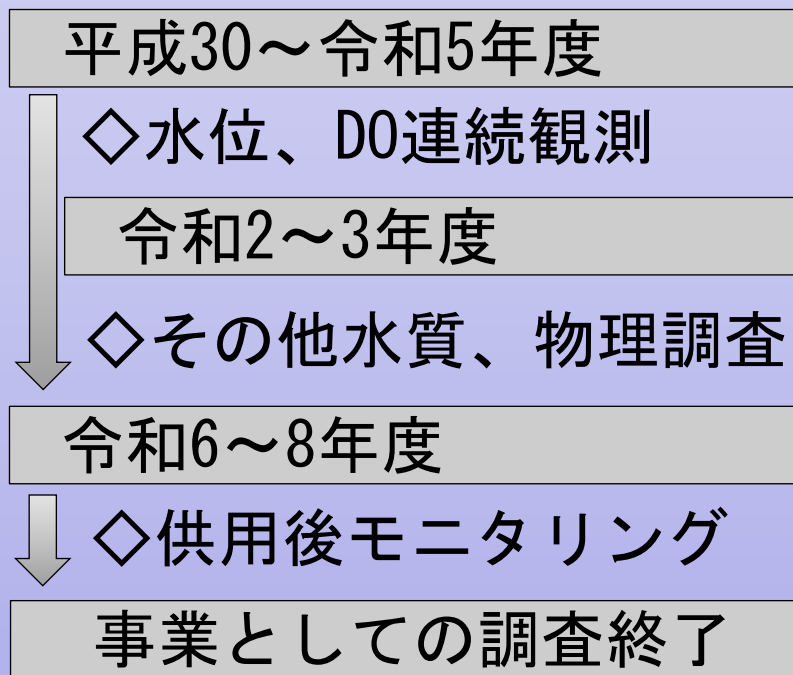 平成30～令和5年度
◇水位、DO連続観測
令和2～3年度
◇その他水質、物理調査
令和6～8年度
◇供用後モニタリング
事業としての調査終了